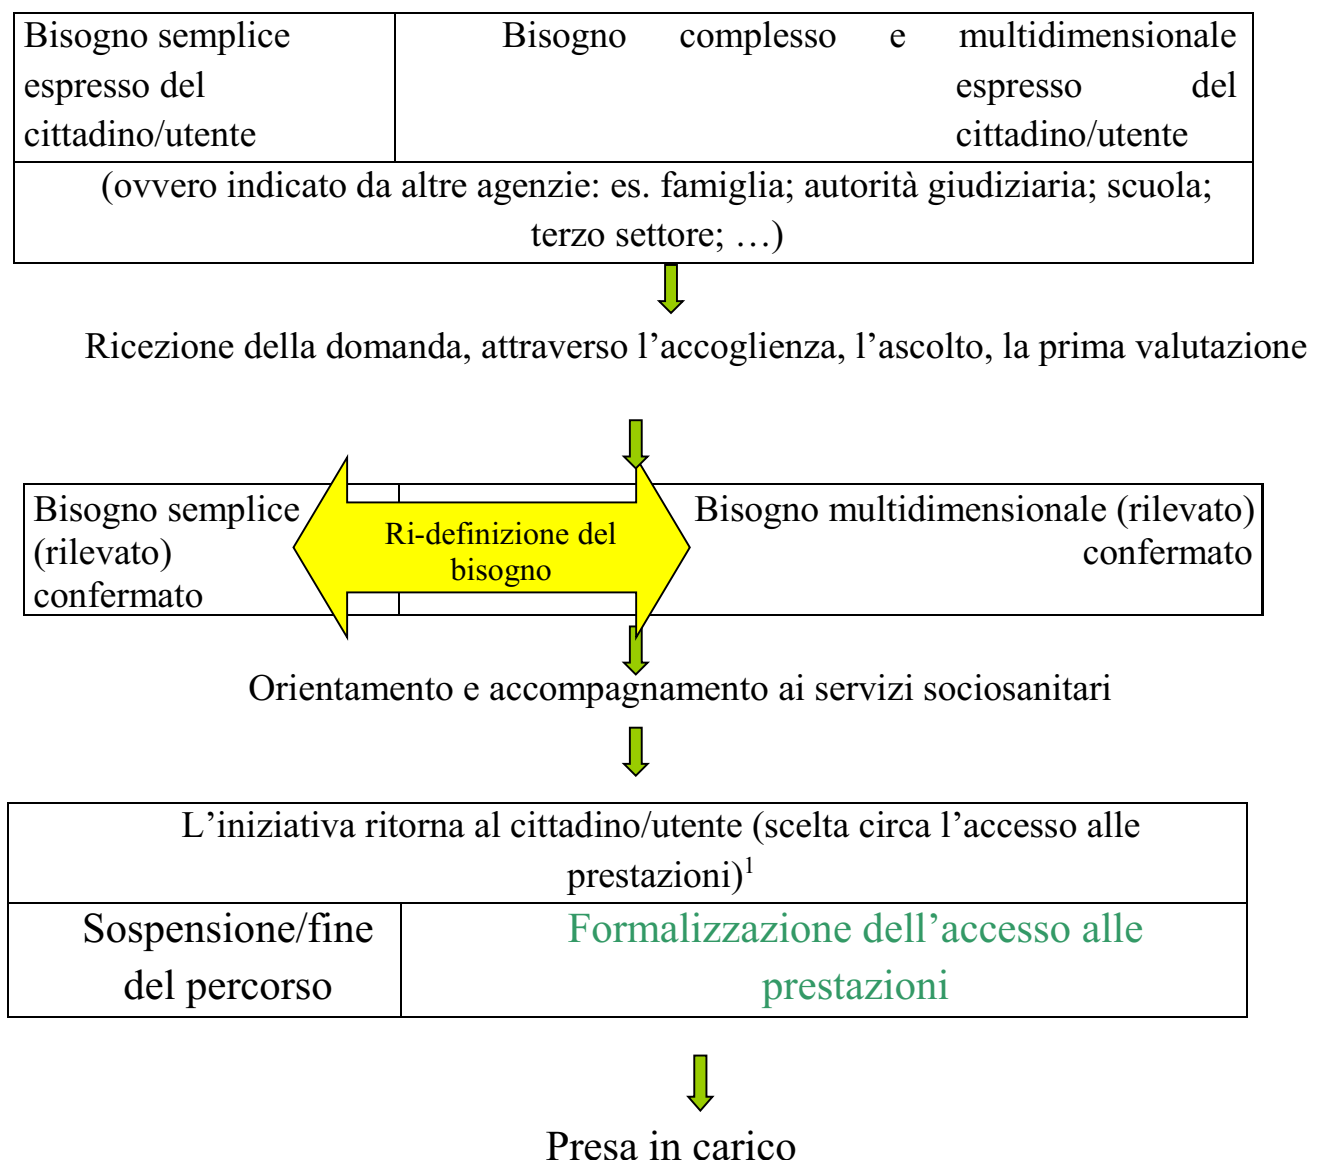 Bisogno semplice
espresso del
cittadino/utente
Bisogno complesso e multidimensionale
espresso del
cittadino/utente
(ovvero indicato da altre agenzie: es. famiglia; autorità giudiziaria; scuola;
terzo settore; …)
Ricezione della domanda, attraverso l’accoglienza, l’ascolto, la prima valutazione
Bisogno semplice
(rilevato)
confermato
Ri-definizione del
bisogno
Bisogno multidimensionale (rilevato)
confermato
Orientamento e accompagnamento ai servizi sociosanitari
L’iniziativa ritorna al cittadino/utente (scelta circa l’accesso alle
prestazioni)¹
Sospensione/fine
del percorso
Formalizzazione dell’accesso alle
prestazioni
Presa in carico